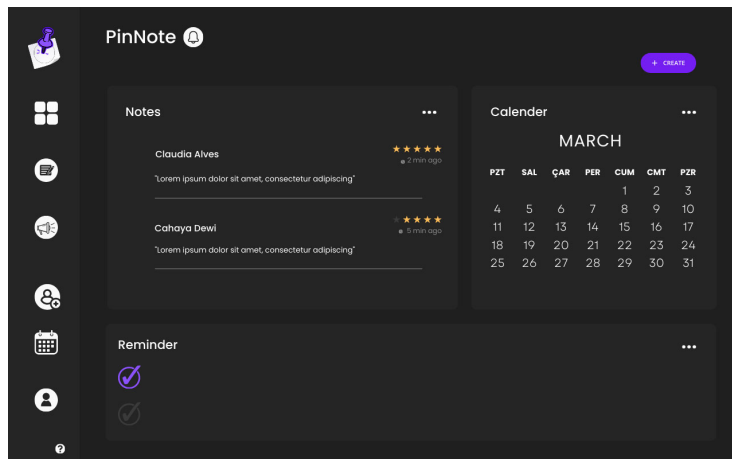 PinNote
+ CREATE
Notes
Claudia Alves
2 min ago
"Lorem ipsum dolor sit amet, consectetur adipiscing"
Cahaya Dewi
5 min ago
"Lorem ipsum dolor sit amet, consectetur adipiscing"
Calender
MARCH
PZT SAL ÇAR PER CUM CMT PZR
1 2 3
4 5 6 7 8 9 10
11 12 13 14 15 16 17
18 19 20 21 22 23 24
25 26 27 28 29 30 31
Reminder
?